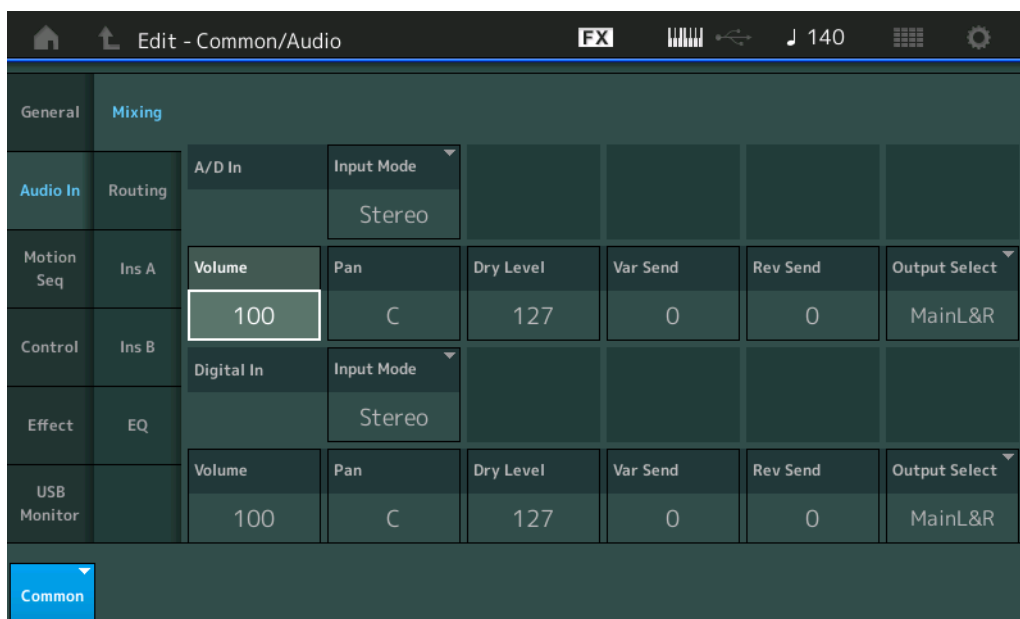 Edit - Common/Audio FX 140
General Mixing
A/D In Input Mode
Audio In Routing
Stereo
Motion Seq Ins A Volume Pan Dry Level Var Send Rev Send Output Select
100 C 127 0 0 MainL&R
Control Ins B
Digital In Input Mode
Effect EQ Stereo
Volume Pan Dry Level Var Send Rev Send Output Select
USB Monitor 100 C 127 0 0 MainL&R
Common